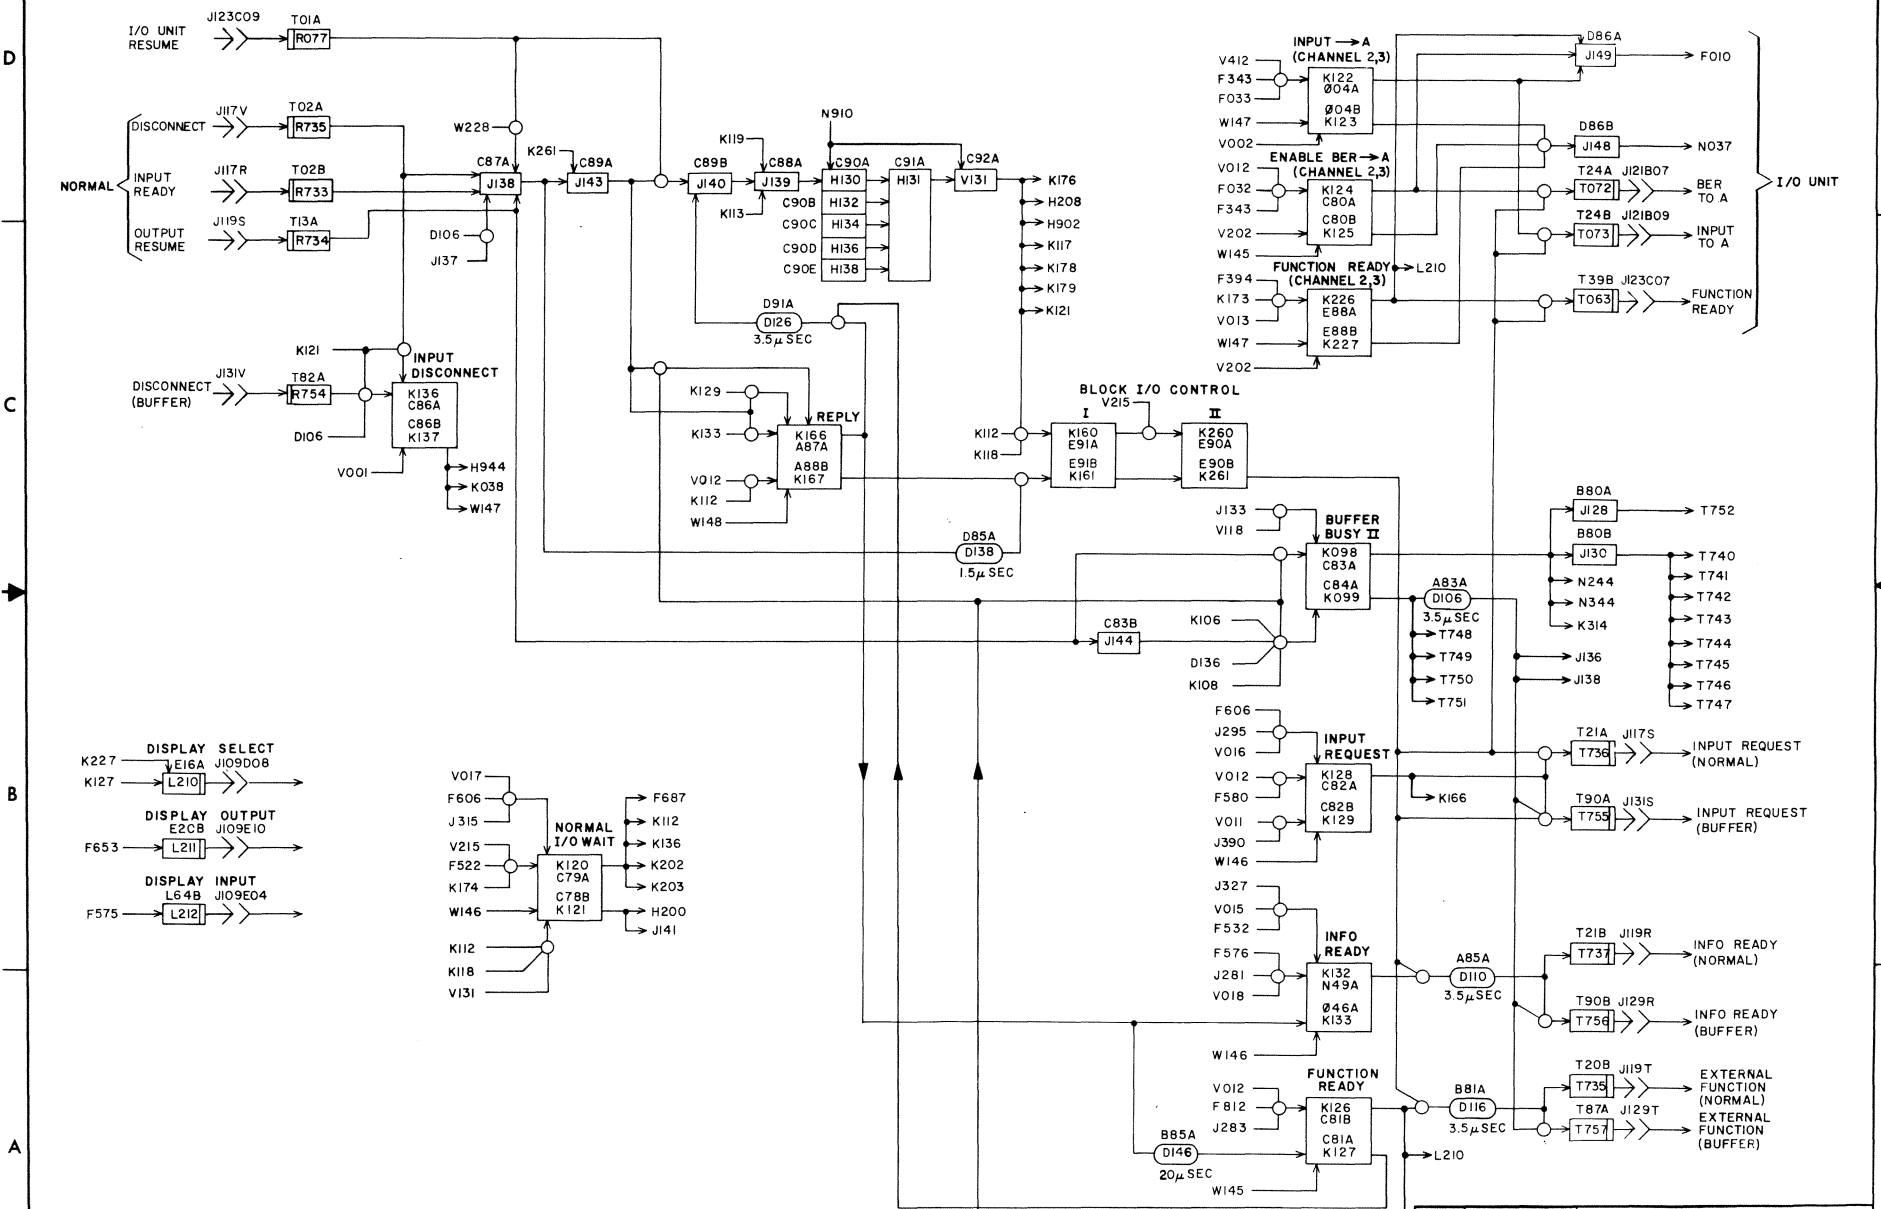 D
J123C09
T01A
I/O UNIT
RESUME
R077
J117V
T02A
DISCONNECT
R735
J117R
T02B
NORMAL
INPUT
READY
R733
J119S
T13A
OUTPUT
RESUME
R734
W228
C87A
J138
K261
C89A
J143
D106
J137
C89B
J140
K119
C88A
J139
K113
N910
C90A
H130
C90B
H132
C90C
H134
C90D
H136
C90E
H138
C91A
H131
C92A
V131
K176
H208
H902
K117
K178
K179
K121
D91A
D126
3.5µ SEC
INPUT → A
(CHANNEL 2,3)
V412
F343
F033
W147
V002
K122
Ø04A
Ø04B
K123
ENABLE BER → A
(CHANNEL 2,3)
V012
F032
F343
V202
W145
K124
C80A
C80B
K125
FUNCTION READY
(CHANNEL 2,3)
F394
K173
V013
W147
V202
K226
E88A
E88B
K227
L210
D86A
J149
F010
D86B
J148
N037
T24A
J121B07
T072
BER
TO A
T24B
J121B09
T073
INPUT
TO A
T39B
J123C07
T063
FUNCTION
READY
I/O UNIT
C
K121
J131V
T82A
DISCONNECT
(BUFFER)
R754
D106
V001
INPUT
DISCONNECT
K136
C86A
C86B
K137
H944
K038
W147
K129
K133
V012
K112
W148
REPLY
K166
A87A
A88B
K167
D85A
D138
1.5µ SEC
BLOCK I/O CONTROL
V215
I
II
K112
K118
K160
E91A
E91B
K161
K260
E90A
E90B
K261
J133
V118
BUFFER
BUSY II
K098
C83A
C84A
K099
C83B
J144
K106
D136
K108
A83A
D106
3.5µ SEC
T748
T749
T750
T751
B80A
J128
T752
B80B
J130
N244
N344
K314
J136
J138
T740
T741
T742
T743
T744
T745
T746
T747
B
DISPLAY SELECT
K227
E16A
J109D08
K127
L210
DISPLAY OUTPUT
E2CB
J109E10
F653
L211
DISPLAY INPUT
L64B
J109E04
F575
L212
V017
F606
J315
V215
F522
K174
W146
K112
K118
V131
NORMAL
I/O WAIT
K120
C79A
C78B
K121
F687
K112
K136
K202
K203
H200
J141
F606
J295
V016
V012
F580
V011
J390
W146
INPUT
REQUEST
K128
C82A
C82B
K129
K166
T21A
J117S
T736
INPUT REQUEST
(NORMAL)
T90A
J131S
T755
INPUT REQUEST
(BUFFER)
J327
V015
F532
F576
J281
V018
W146
INFO
READY
K132
N49A
Ø46A
K133
A85A
D110
3.5µ SEC
T21B
J119R
T737
INFO READY
(NORMAL)
T90B
J129R
T756
INFO READY
(BUFFER)
A
B85A
D146
20µ SEC
FUNCTION
READY
V012
F812
J283
W145
K126
C81B
C81A
K127
L210
B81A
D116
3.5µ SEC
T20B
J119T
T735
EXTERNAL
FUNCTION
(NORMAL)
T87A
J129T
T757
EXTERNAL
FUNCTION
(BUFFER)